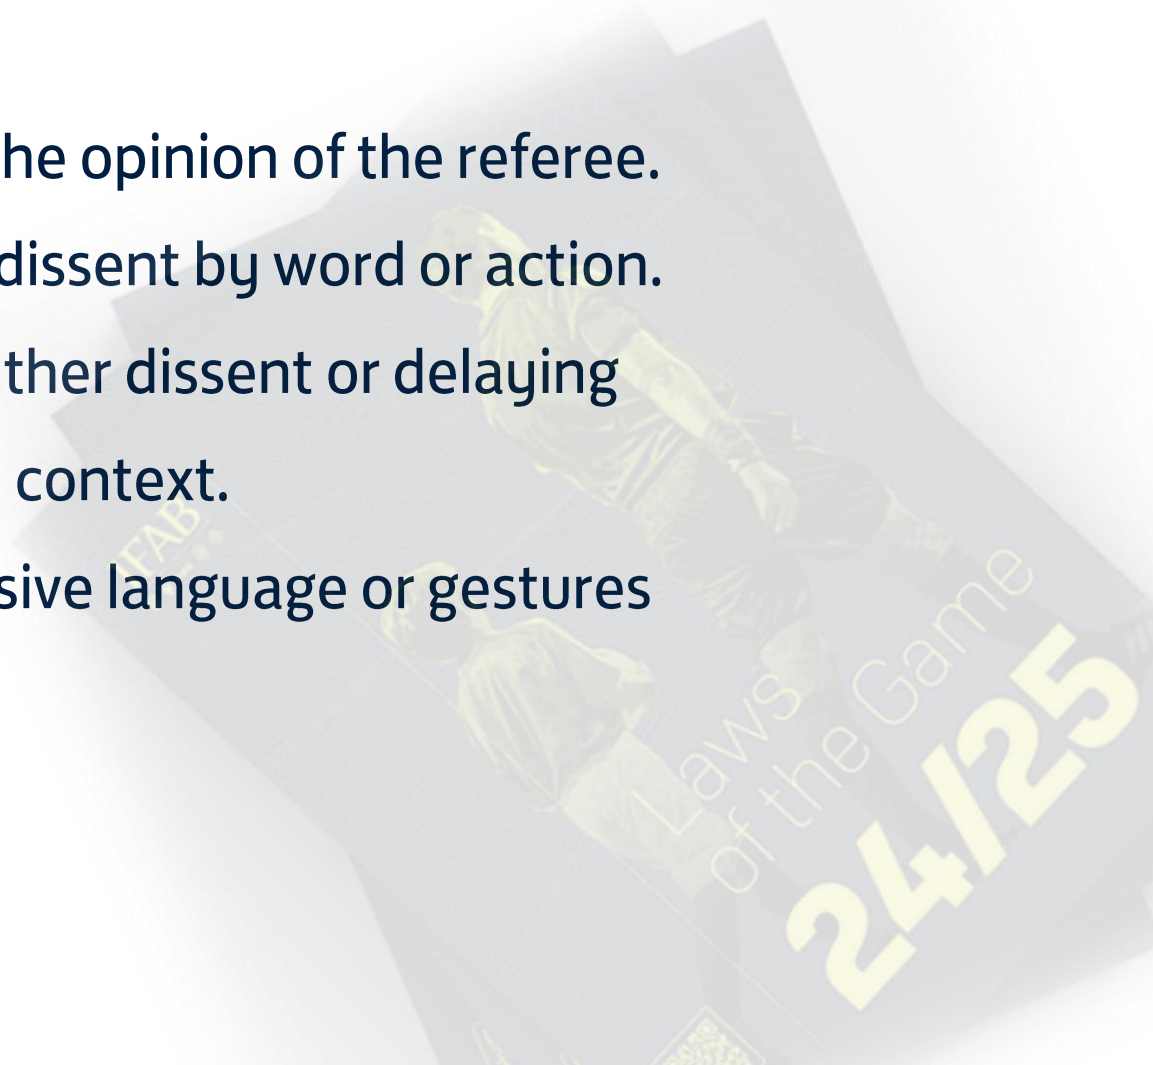 he opinion of the referee.
dissent by word or action.
ther dissent or delaying
context.
sive language or gestures
IFAB
Laws
of the Game
24/25